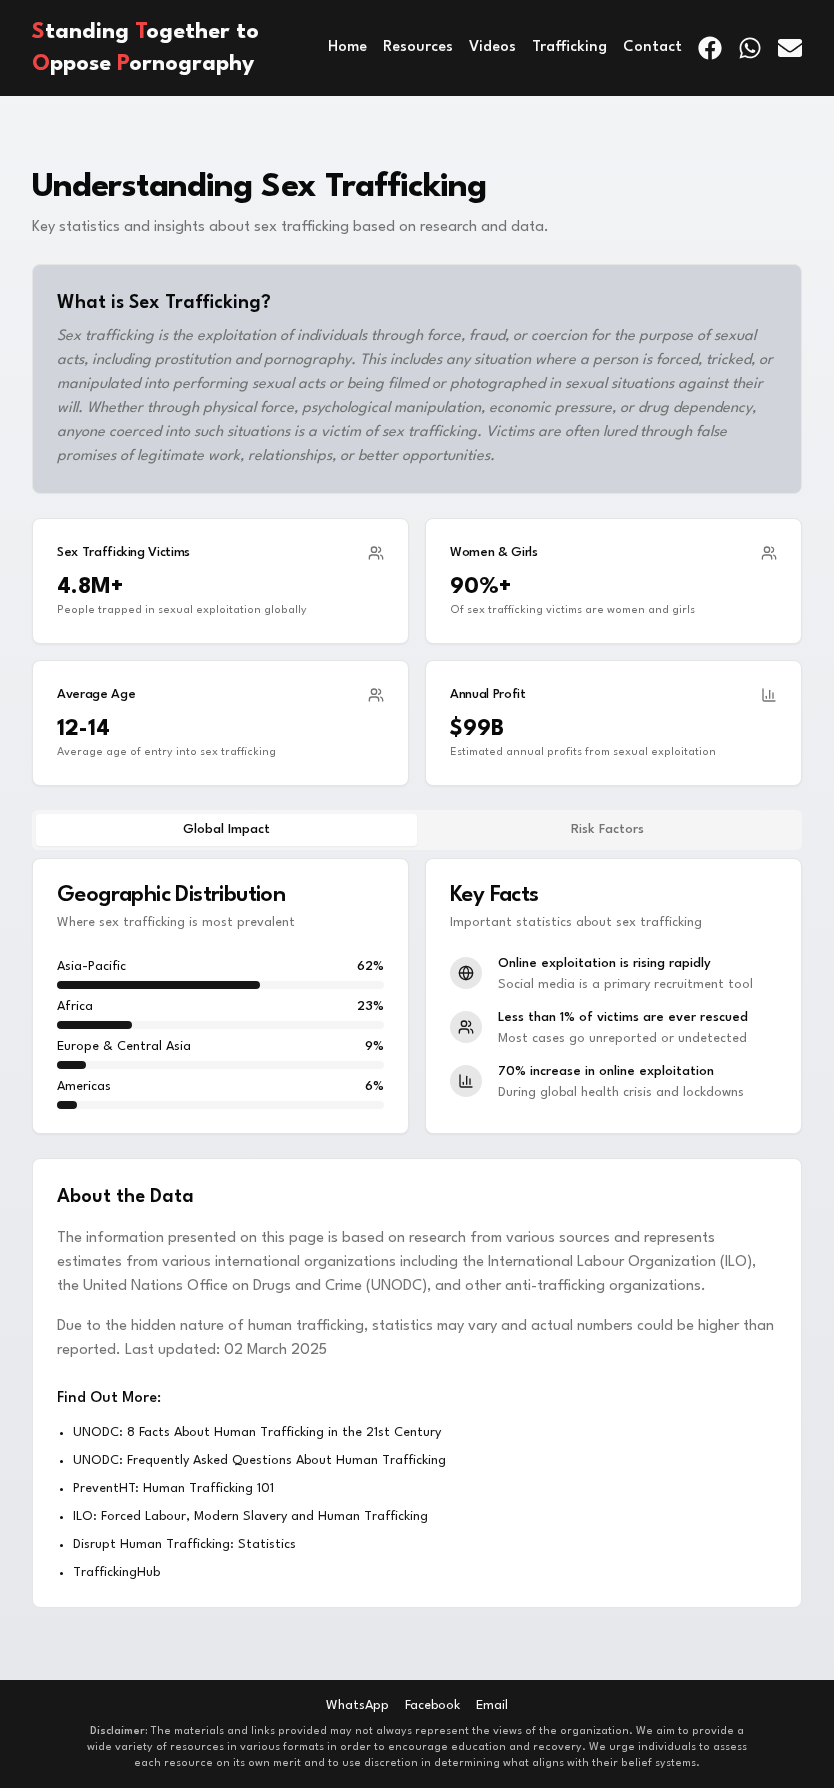 Standing Together to
Oppose Pornography
Home Resources Videos Trafficking Contact
Understanding Sex Trafficking
Key statistics and insights about sex trafficking based on research and data.
What is Sex Trafficking?
Sex trafficking is the exploitation of individuals through force, fraud, or coercion for the purpose of sexual
acts, including prostitution and pornography. This includes any situation where a person is forced, tricked, or
manipulated into performing sexual acts or being filmed or photographed in sexual situations against their
will. Whether through physical force, psychological manipulation, economic pressure, or drug dependency,
anyone coerced into such situations is a victim of sex trafficking. Victims are often lured through false
promises of legitimate work, relationships, or better opportunities.
Sex Trafficking Victims
4.8M+
People trapped in sexual exploitation globally
Women & Girls
90%+
Of sex trafficking victims are women and girls
Average Age
12-14
Average age of entry into sex trafficking
Annual Profit
$99B
Estimated annual profits from sexual exploitation
Global Impact
Risk Factors
Geographic Distribution
Where sex trafficking is most prevalent
Asia-Pacific 62%
Africa 23%
Europe & Central Asia 9%
Americas 6%
Key Facts
Important statistics about sex trafficking
Online exploitation is rising rapidly
Social media is a primary recruitment tool
Less than 1% of victims are ever rescued
Most cases go unreported or undetected
70% increase in online exploitation
During global health crisis and lockdowns
About the Data
The information presented on this page is based on research from various sources and represents
estimates from various international organizations including the International Labour Organization (ILO),
the United Nations Office on Drugs and Crime (UNODC), and other anti-trafficking organizations.
Due to the hidden nature of human trafficking, statistics may vary and actual numbers could be higher than
reported. Last updated: 02 March 2025
Find Out More:
• UNODC: 8 Facts About Human Trafficking in the 21st Century
• UNODC: Frequently Asked Questions About Human Trafficking
• PreventHT: Human Trafficking 101
• ILO: Forced Labour, Modern Slavery and Human Trafficking
• Disrupt Human Trafficking: Statistics
• TraffickingHub
WhatsApp Facebook Email
Disclaimer: The materials and links provided may not always represent the views of the organization. We aim to provide a
wide variety of resources in various formats in order to encourage education and recovery. We urge individuals to assess
each resource on its own merit and to use discretion in determining what aligns with their belief systems.